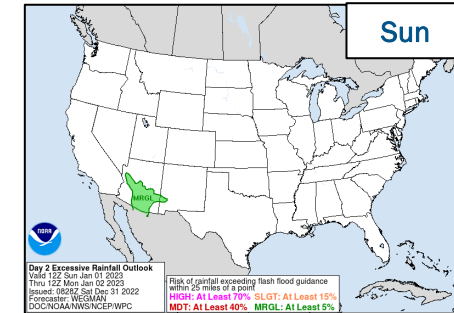 Sun
MRGL
NOAA
Day 2 Excessive Rainfall Outlook
Valid 12Z Sun Jan 01 2023
Thru 12Z Mon Jan 02 2023
Issued: 0828Z Sat Dec 31 2022
Forecaster: WEGMAN
DOC/NOAA/NWS/NCEP/WPC
Risk of rainfall exceeding flash flood guidance
within 25 miles of a point
HIGH: At Least 70% SLGT: At Least 15%
MDT: At Least 40% MRGL: At Least 5%